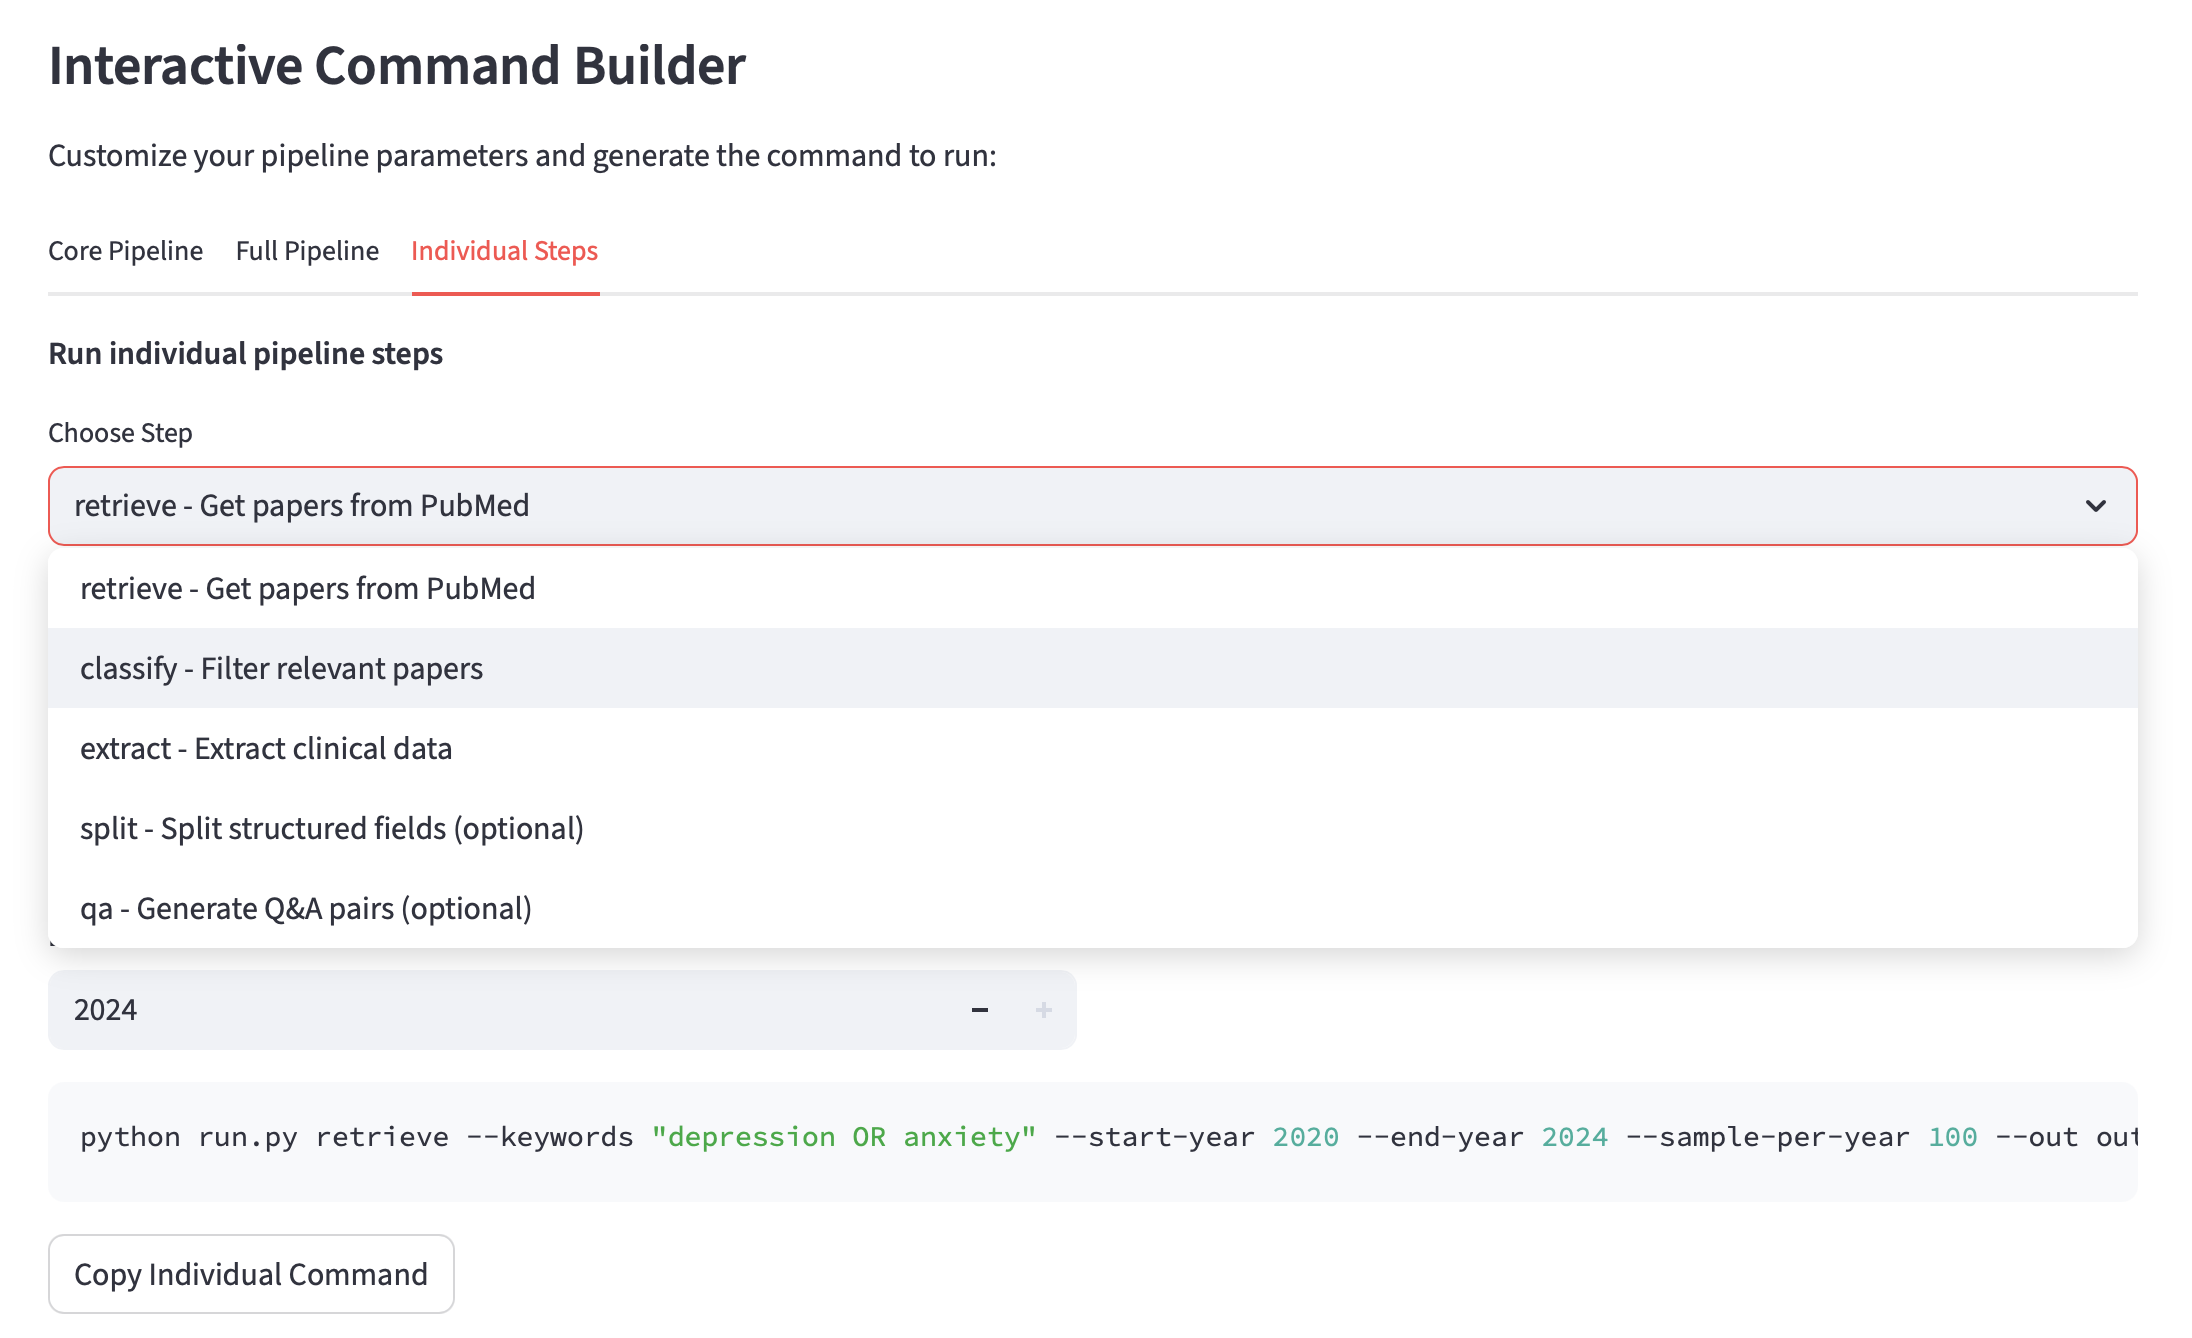 Interactive Command Builder
Customize your pipeline parameters and generate the command to run:
Core Pipeline Full Pipeline Individual Steps
Run individual pipeline steps
Choose Step
retrieve - Get papers from PubMed
retrieve - Get papers from PubMed
classify - Filter relevant papers
extract - Extract clinical data
split - Split structured fields (optional)
qa - Generate Q&A pairs (optional)
2024
python run.py retrieve --keywords "depression OR anxiety" --start-year 2020 --end-year 2024 --sample-per-year 100 --out
Copy Individual Command